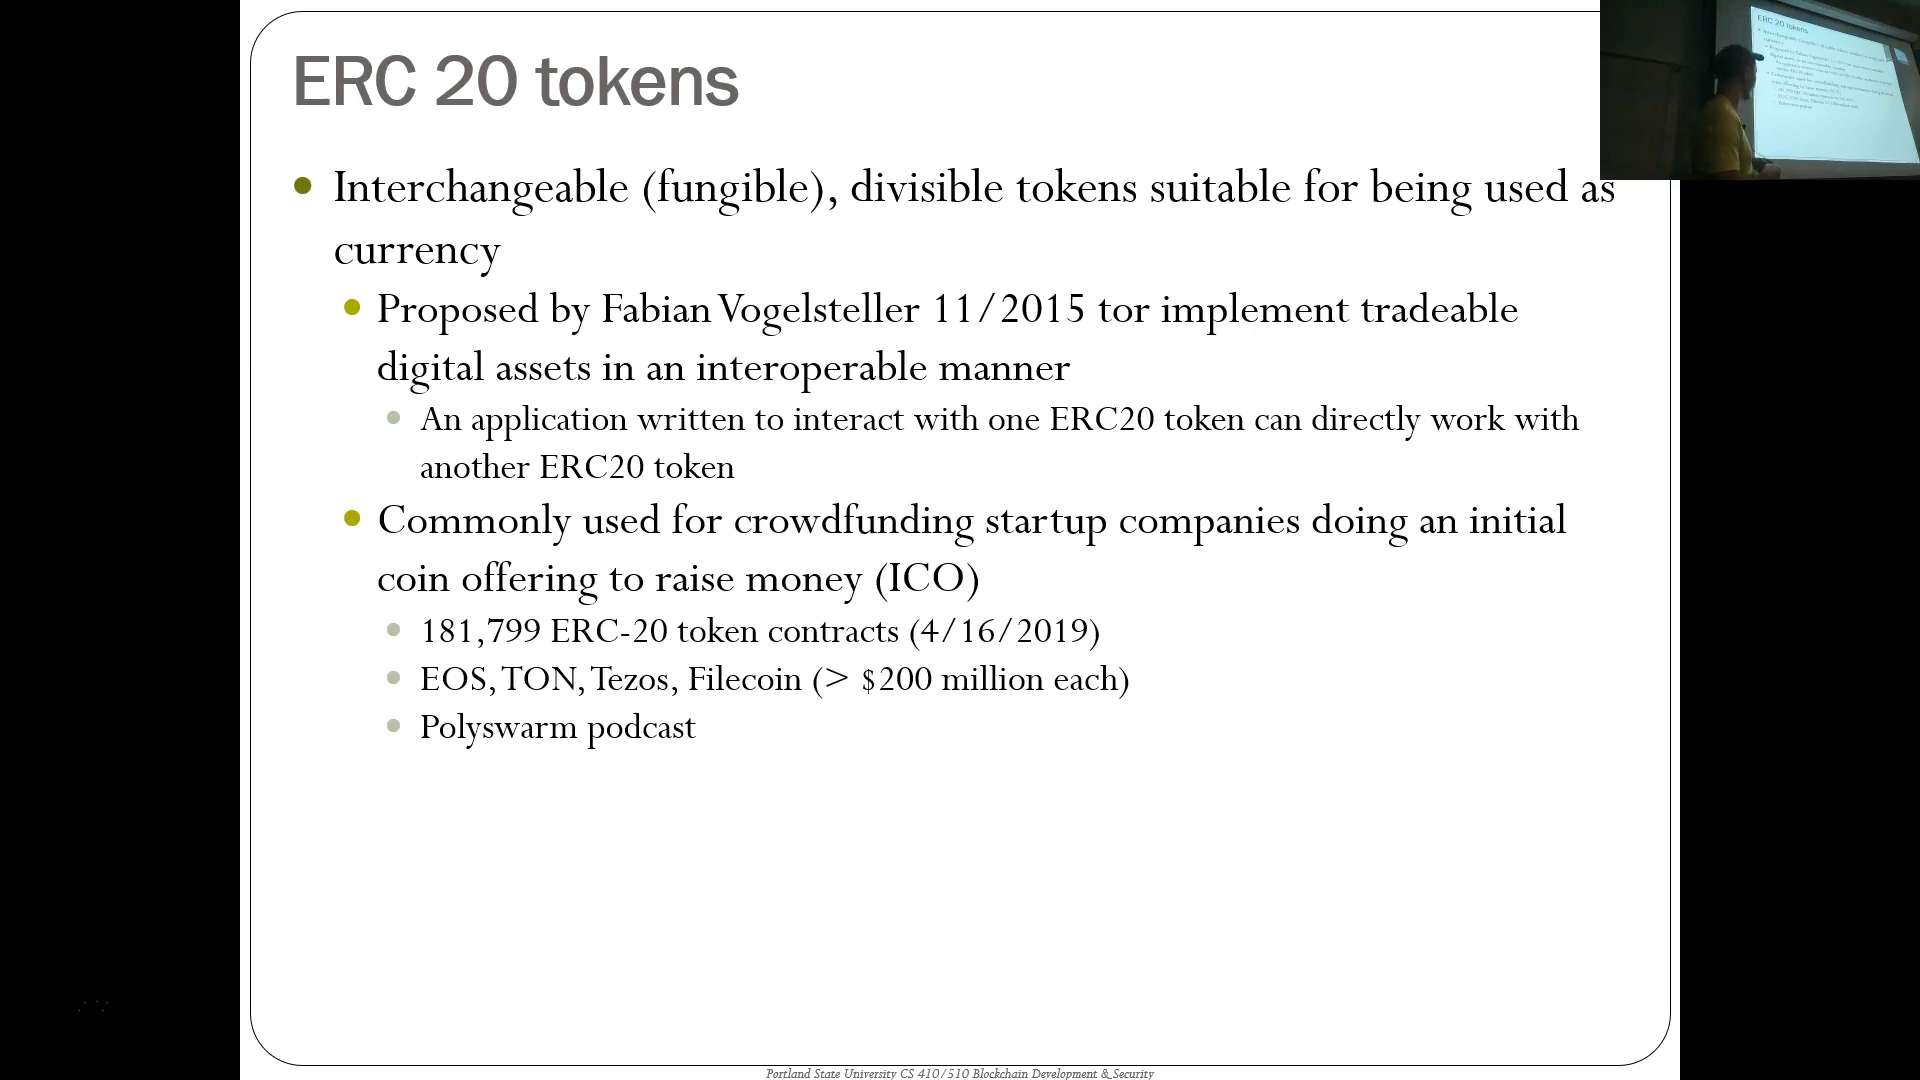 ERC 20 tokens
Interchangeable (fungible), divisible tokens suitable for being used as
currency
Proposed by Fabian Vogelsteller 11/2015 tor implement tradeable
digital assets in an interoperable manner
An application written to interact with one ERC20 token can directly work with
another ERC20 token
Commonly used for crowdfunding startup companies doing an initial
coin offering to raise money (ICO)
181,799 ERC-20 token contracts (4/16/2019)
EOS, TON, Tezos, Filecoin (> $200 million each)
Polyswarm podcast
Portland State University CS 410/510 Blockchain Development & Security
ERC 20 tokens